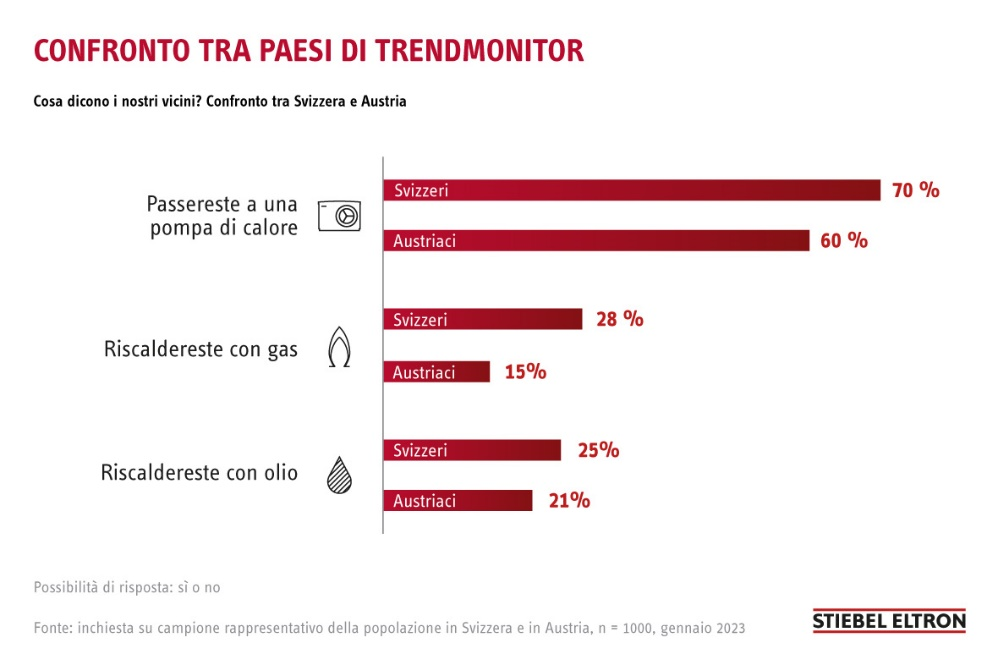 CONFRONTO TRA PAESI DI TRENDMONITOR
Cosa dicono i nostri vicini? Confronto tra Svizzera e Austria
Passereste a una
pompa di calore
Svizzeri
70 %
Austriaci
60 %
Riscaldereste con gas
Svizzeri
28 %
Austriaci
15%
Riscaldereste con olio
Svizzeri
25%
Austriaci
21%
Possibilità di risposta: sì o no
Fonte: inchiesta su campione rappresentativo della popolazione in Svizzera e in Austria, n = 1000, gennaio 2023
STIEBEL ELTRON